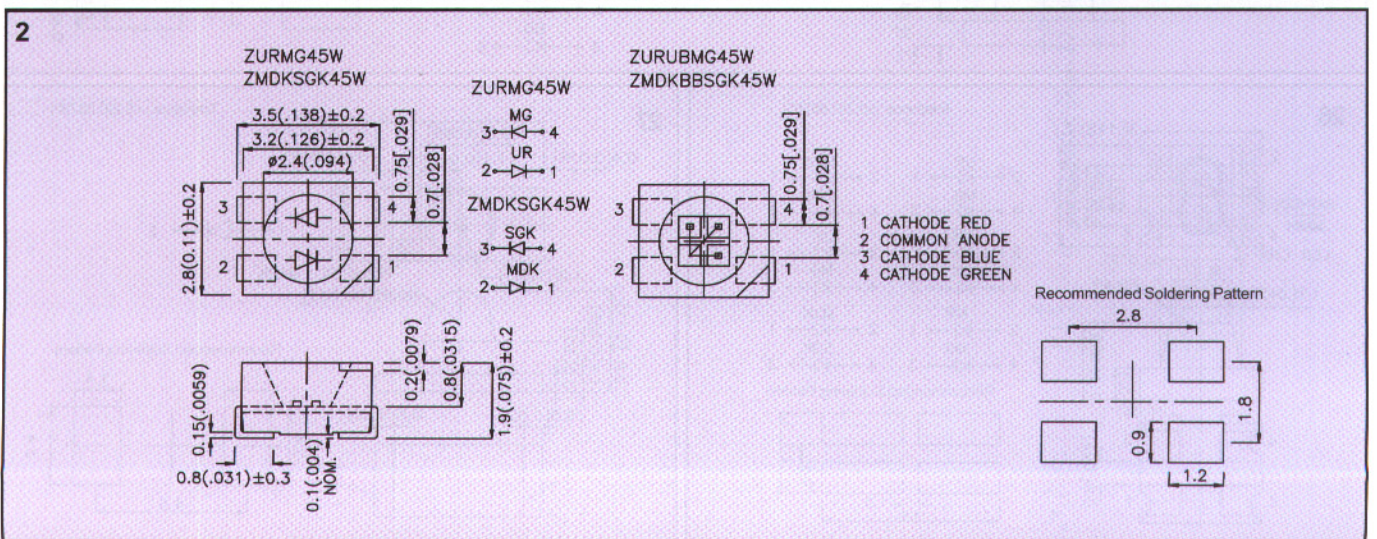 2
ZURMG45W
ZMDKSGK45W
3.5(.138)±0.2
3.2(.126)±0.2
ø2.4(.094)
0.75[.029]
0.7[.028]
2.8(0.11)±0.2
3
4
2
1
ZURMG45W
MG
3 4
UR
2 1
ZMDKSGK45W
SGK
3 4
MDK
2 1
ZURUBMG45W
ZMDKBBSGK45W
0.75[.029]
0.7[.028]
3
4
2
1
1 CATHODE RED
2 COMMON ANODE
3 CATHODE BLUE
4 CATHODE GREEN
0.15(.0059)
0.8(.031)±0.3
0.1(.004)
NOM.
0.2(.0079)
0.8(.0315)
1.9(.075)±0.2
Recommended Soldering Pattern
2.8
1.8
0.9
1.2